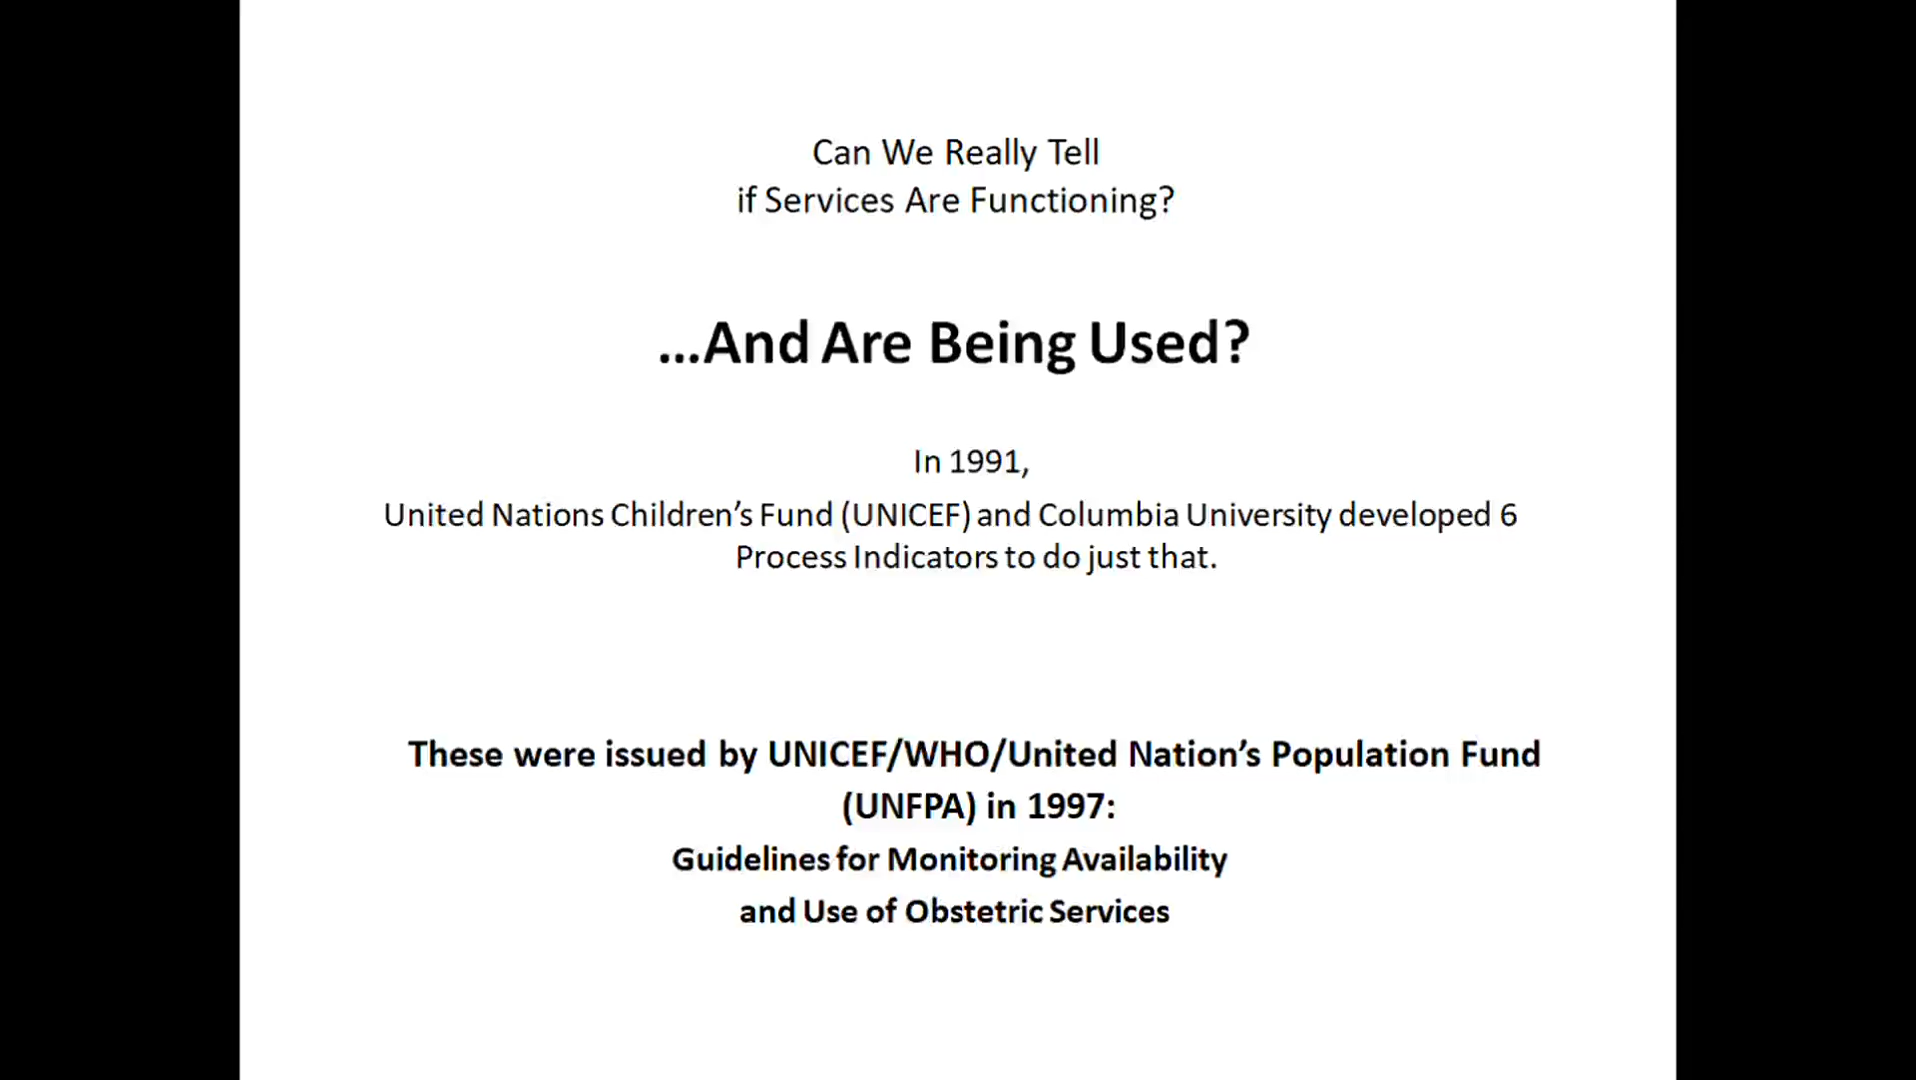 Can We Really Tell
if Services Are Functioning?
...And Are Being Used?
In 1991,
United Nations Children’s Fund (UNICEF) and Columbia University developed 6
Process Indicators to do just that.
These were issued by UNICEF/WHO/United Nation’s Population Fund
(UNFPA) in 1997:
Guidelines for Monitoring Availability
and Use of Obstetric Services